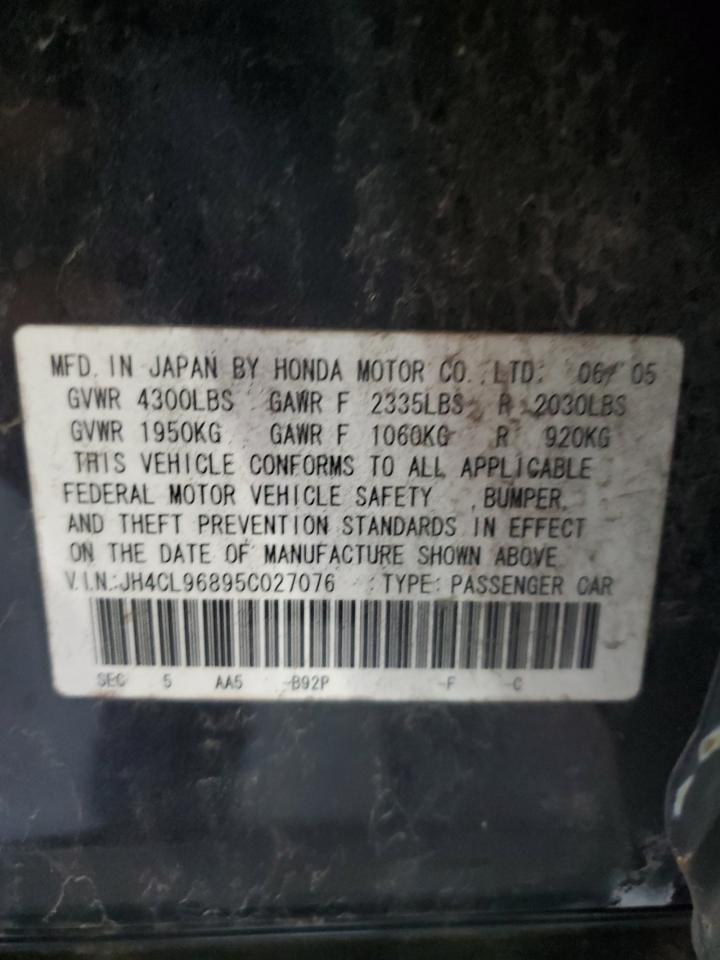 MFD. IN JAPAN BY HONDA MOTOR CO., LTD. 06/05
GVWR 4300LBS GAWR F 2335LBS R 2030LBS
GVWR 1950KG GAWR F 1060KG R 920KG
THIS VEHICLE CONFORMS TO ALL APPLICABLE
FEDERAL MOTOR VEHICLE SAFETY , BUMPER,
AND THEFT PREVENTION STANDARDS IN EFFECT
ON THE DATE OF MANUFACTURE SHOWN ABOVE
V.I.N.:JH4CL96895C027076 :TYPE: PASSENGER CAR
SEC 5 AA5 -B92P -F -C